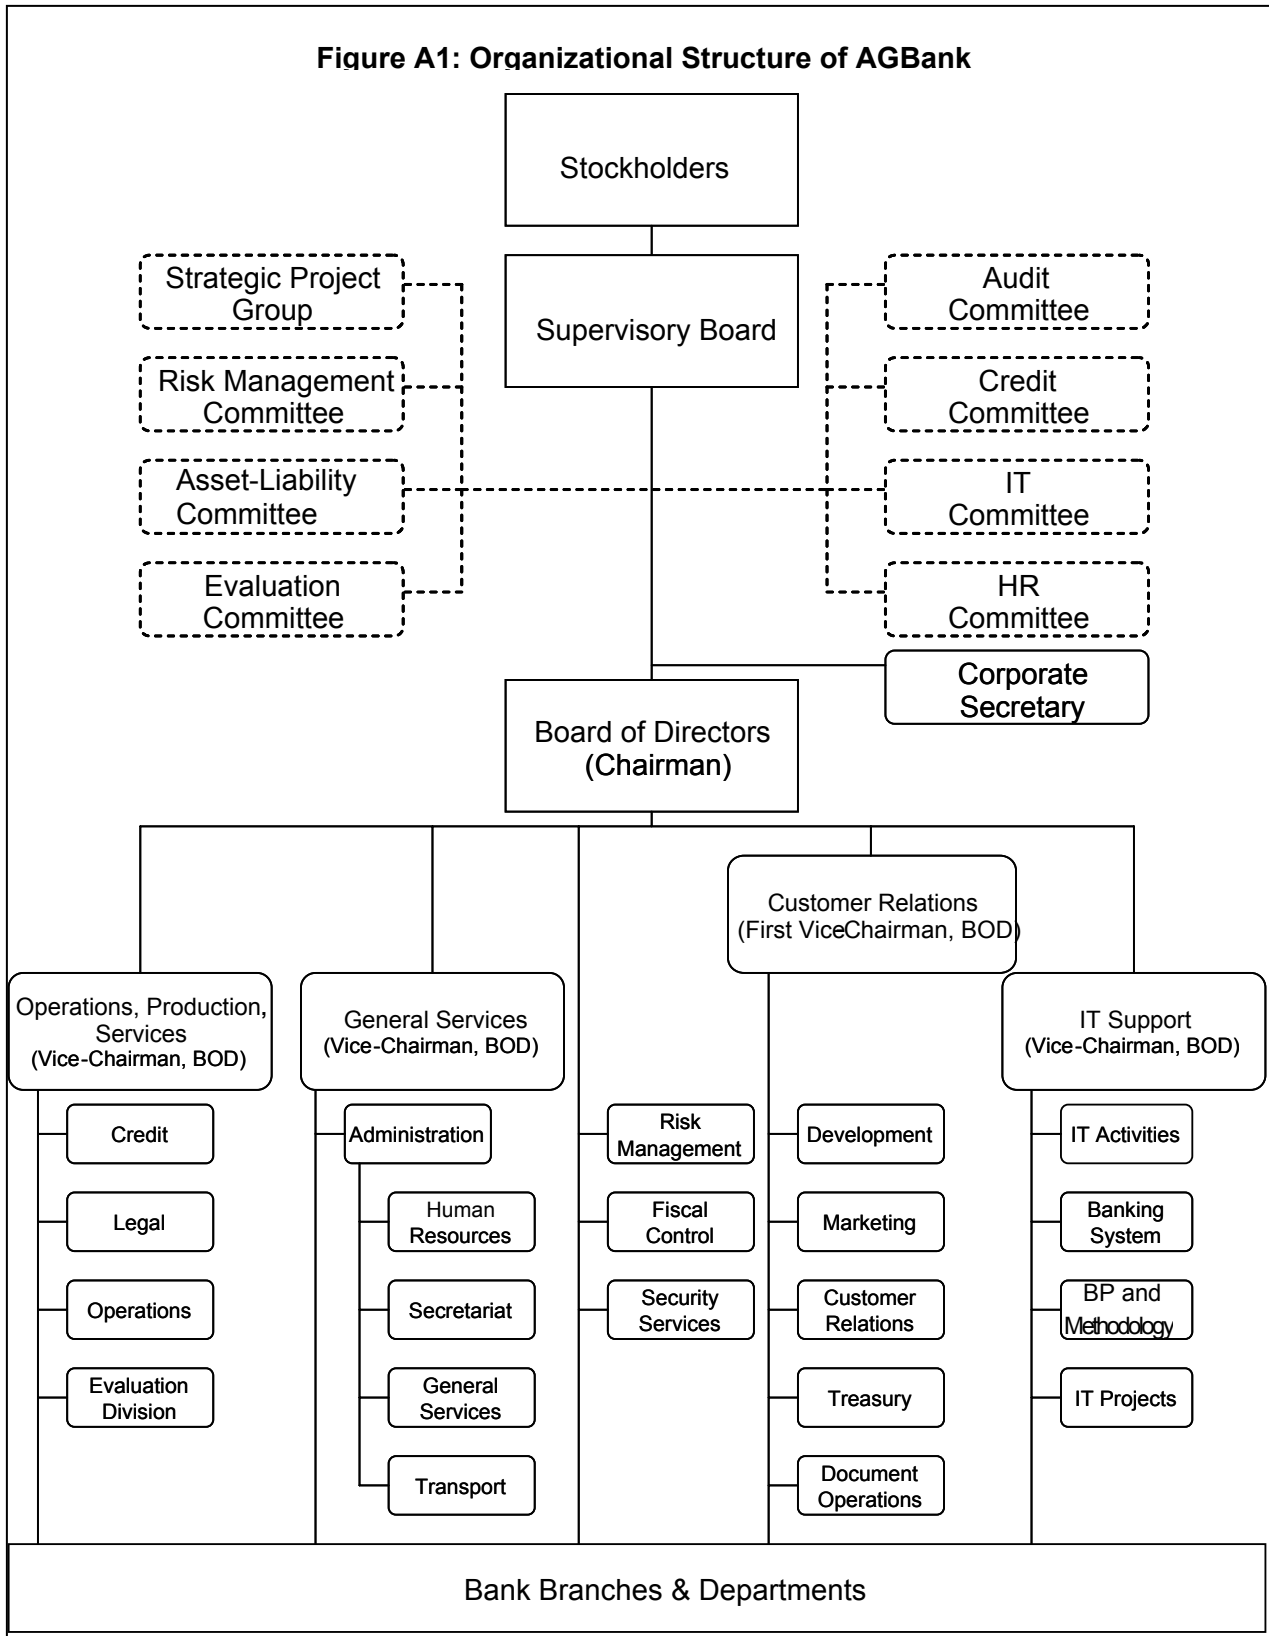 Figure A1: Organizational Structure of AGBank
Stockholders
Supervisory Board
Strategic Project
Group
Risk Management
Committee
Asset-Liability
Committee
Evaluation
Committee
Audit
Committee
Credit
Committee
IT
Committee
HR
Committee
Corporate
Secretary
Board of Directors
(Chairman)
Customer Relations
(First ViceChairman, BOD)
Operations, Production,
Services
(Vice-Chairman, BOD)
General Services
(Vice-Chairman, BOD)
IT Support
(Vice-Chairman, BOD)
Credit
Legal
Operations
Evaluation
Division
Administration
Human
Resources
Secretariat
General
Services
Transport
Risk
Management
Fiscal
Control
Security
Services
Development
Marketing
Customer
Relations
Treasury
Document
Operations
IT Activities
Banking
System
BP and
Methodology
IT Projects
Bank Branches & Departments